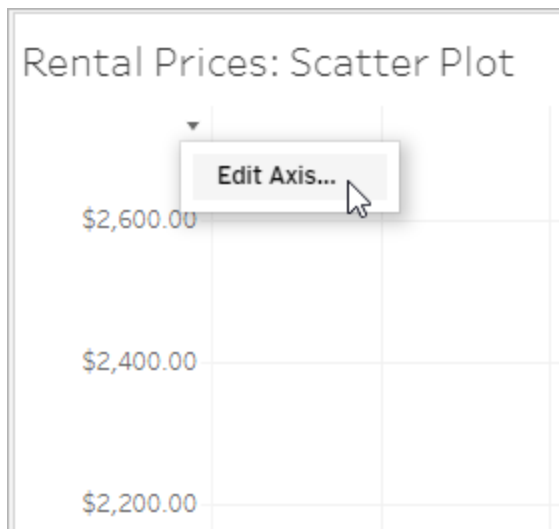 Rental Prices: Scatter Plot
Edit Axis...
$2,600.00
$2,400.00
$2,200.00